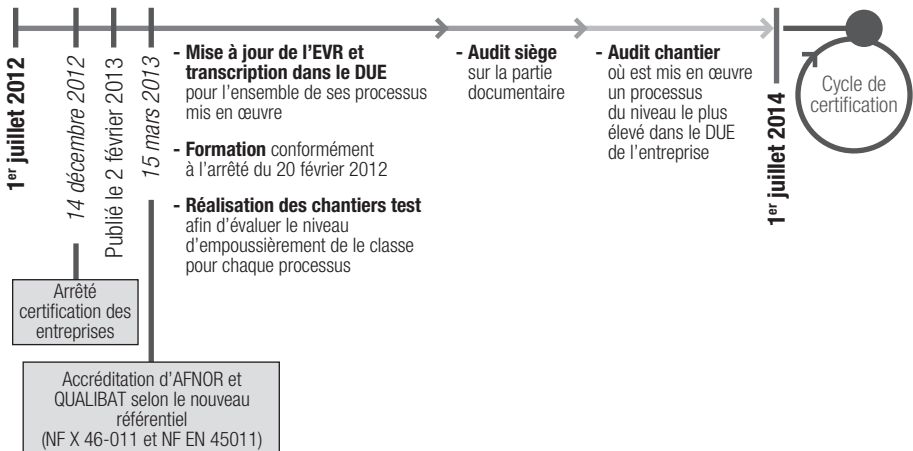 1er juillet 2012
14 décembre 2012
Publié le 2 février 2013
15 mars 2013
- Mise à jour de l'EVR et
transcription dans le DUE
pour l'ensemble de ses processus
mis en œuvre
- Formation conformément
à l'arrêté du 20 février 2012
- Réalisation des chantiers test
afin d'évaluer le niveau
d'empoussièrement de le classe
pour chaque processus
- Audit siège
sur la partie
documentaire
- Audit chantier
où est mis en œuvre
un processus
du niveau le plus
élevé dans le DUE
de l'entreprise
1er juillet 2014
Cycle de
certification
Arrêté
certification des
entreprises
Accréditation d'AFNOR et
QUALIBAT selon le nouveau
référentiel
(NF X 46-011 et NF EN 45011)